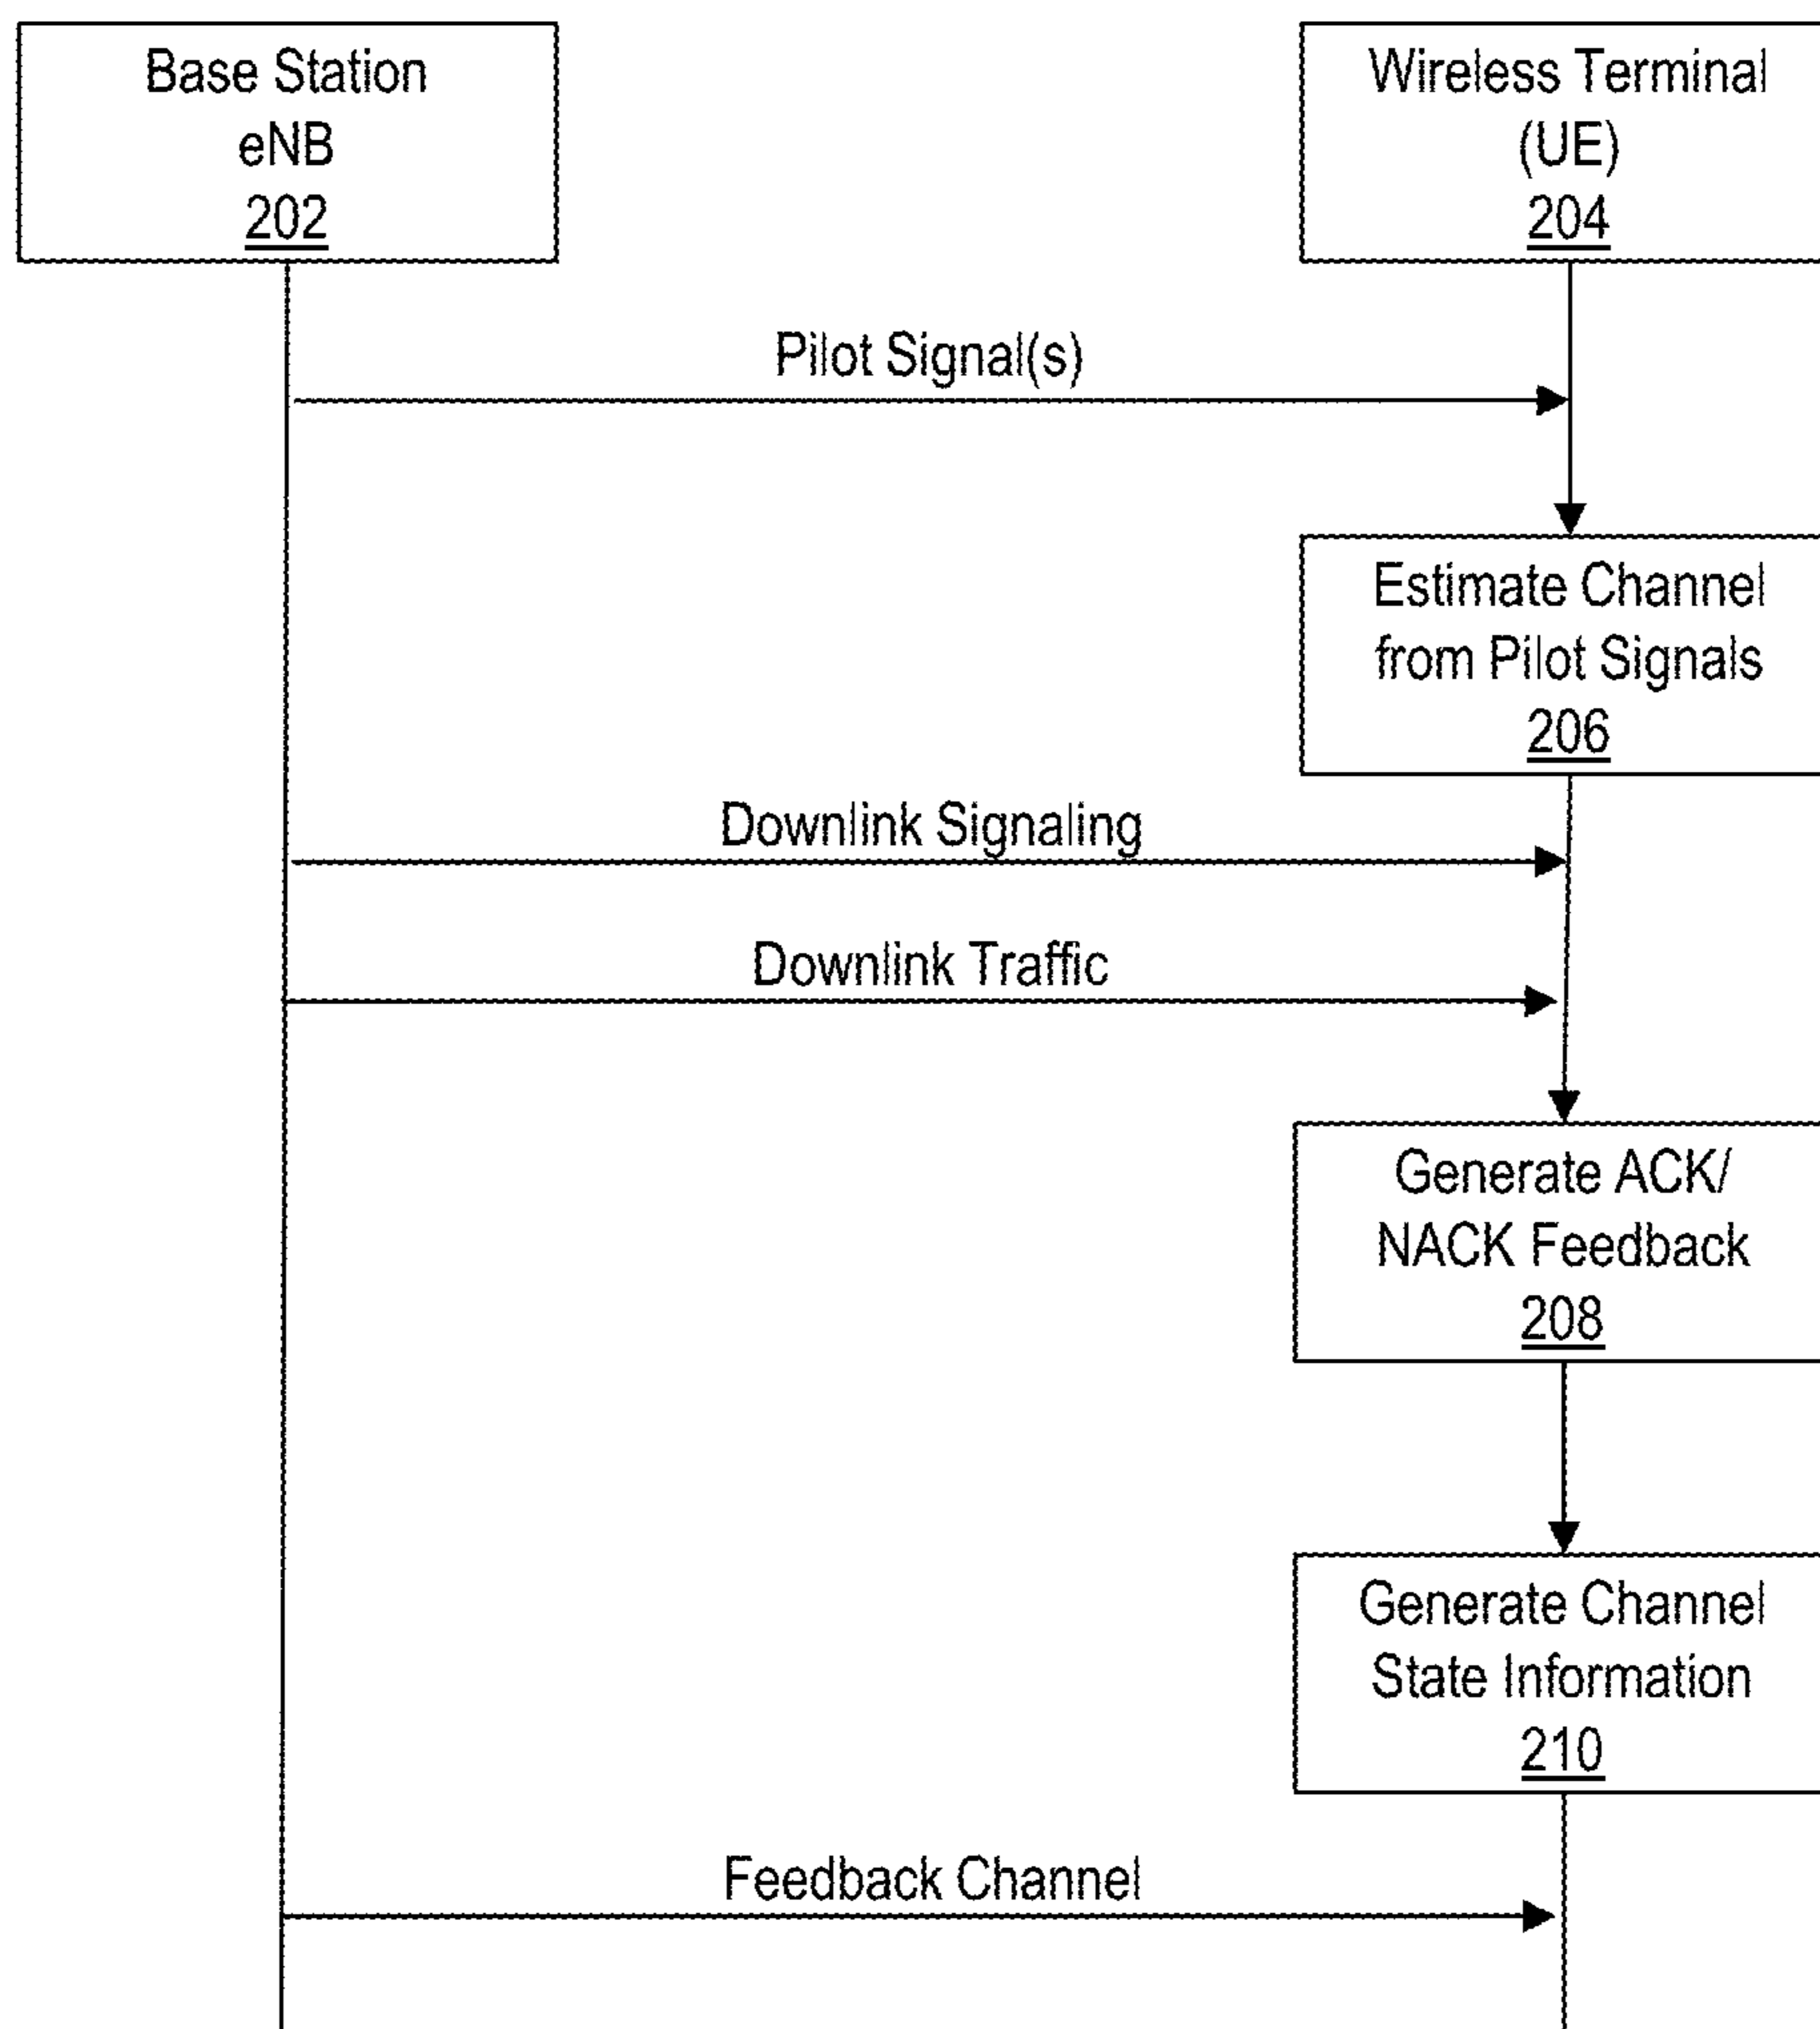 Base Station
eNB
202
Wireless Terminal
(UE)
204
Pilot Signal(s)
Estimate Channel
from Pilot Signals
206
Downlink Signaling
Downlink Traffic
Generate ACK/
NACK Feedback
208
Generate Channel
State Information
210
Feedback Channel